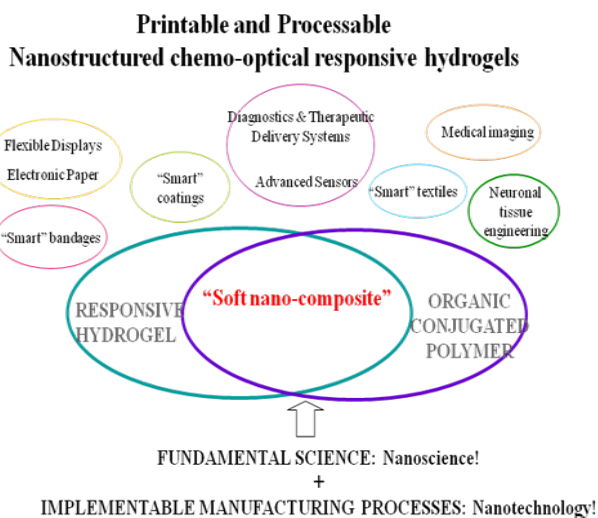 Printable and Processable
Nanostructured chemo-optical responsive hydrogels
Diagnostics & Therapeutic
Delivery Systems
Advanced Sensors
Medical imaging
Flexible Displays
Electronic Paper
“Smart”
coatings
“Smart” textiles
Neuronal
tissue
engineering
“Smart” bandages
“Soft nano-composite”
RESPONSIVE
HYDROGEL
ORGANIC
CONJUGATED
POLYMER
FUNDAMENTAL SCIENCE: Nanoscience!
+
IMPLEMENTABLE MANUFACTURING PROCESSES: Nanotechnology!